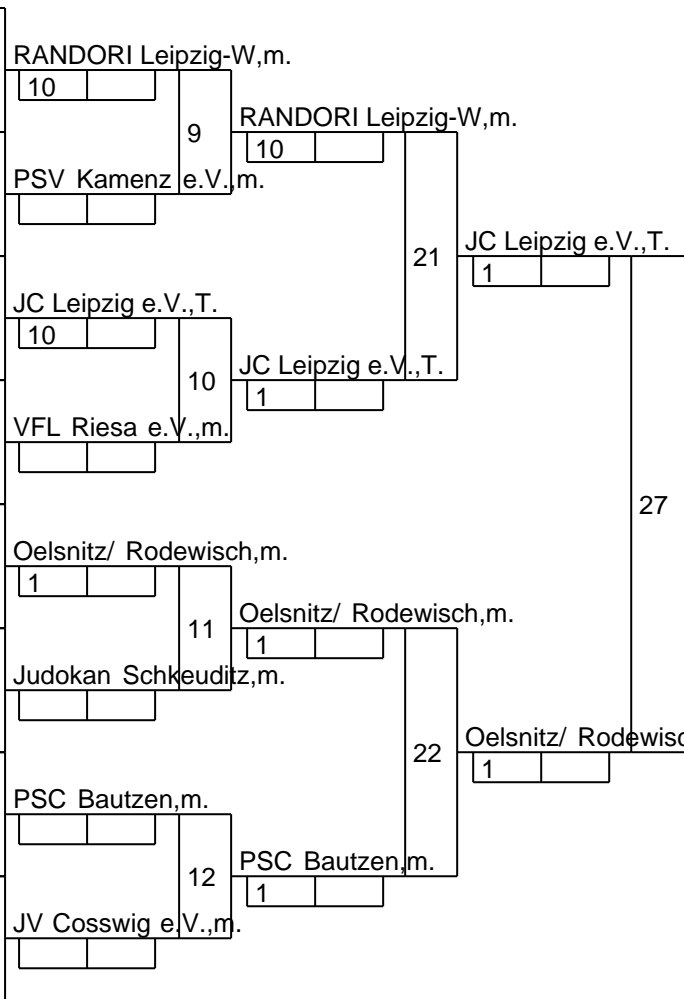 RANDORI Leipzig-W,m.
10
9
RANDORI Leipzig-W,m.
10
PSV Kamenz e.V.,m.
21
JC Leipzig e.V.,T.
1
JC Leipzig e.V.,T.
10
10
JC Leipzig e.V.,T.
1
VFL Riesa e.V.,m.
27
Oelsnitz/ Rodewisch,m.
1
11
Oelsnitz/ Rodewisch,m.
1
Judokan Schkeuditz,m.
22
Oelsnitz/ Rodewisc
1
PSC Bautzen,m.
12
PSC Bautzen,m.
1
JV Cosswig e.V.,m.